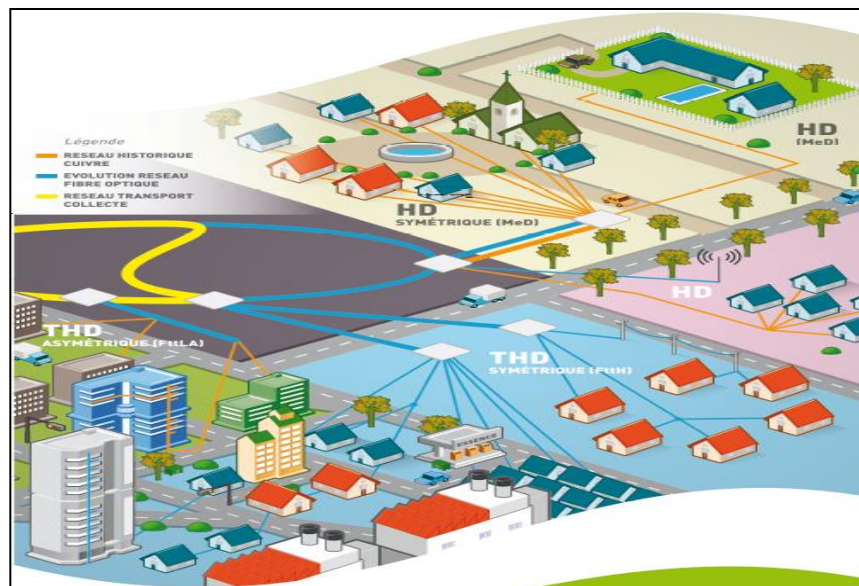 Légende
RESEAU HISTORIQUE
CUIVRE
EVOLUTION RESEAU
FIBRE OPTIQUE
RESEAU TRANSPORT
COLLECTE
HD
(MeD)
HD
SYMÉTRIQUE (MeD)
HD
THD
ASYMÉTRIQUE (FttLA)
THD
SYMÉTRIQUE (FttH)
ESSENCE